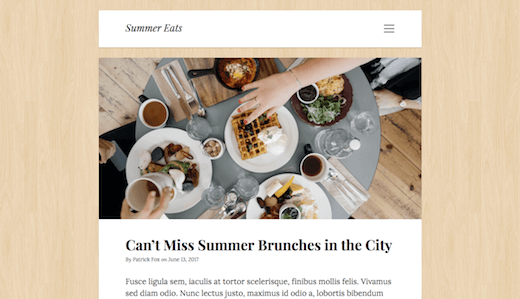 Summer Eats
Can't Miss Summer Brunches in the City
By Patrick Fox on June 13, 2017
Fusce ligula sem, iaculis at tortor scelerisque, finibus mollis felis. Vivamus
sed diam odio. Nunc lectus justo, maximus id odio a, lobortis bibendum